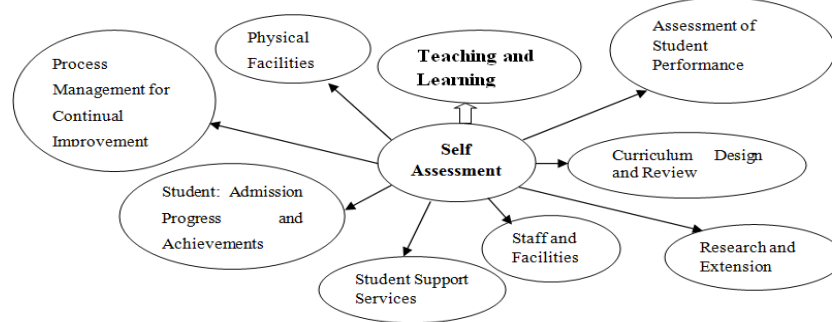 Physical
Facilities
Teaching and
Learning
Assessment of
Student
Performance
Process
Management for
Continual
Improvement
Self
Assessment
Curriculum Design
and Review
Student: Admission
Progress and
Achievements
Staff and
Facilities
Research and
Extension
Student Support
Services